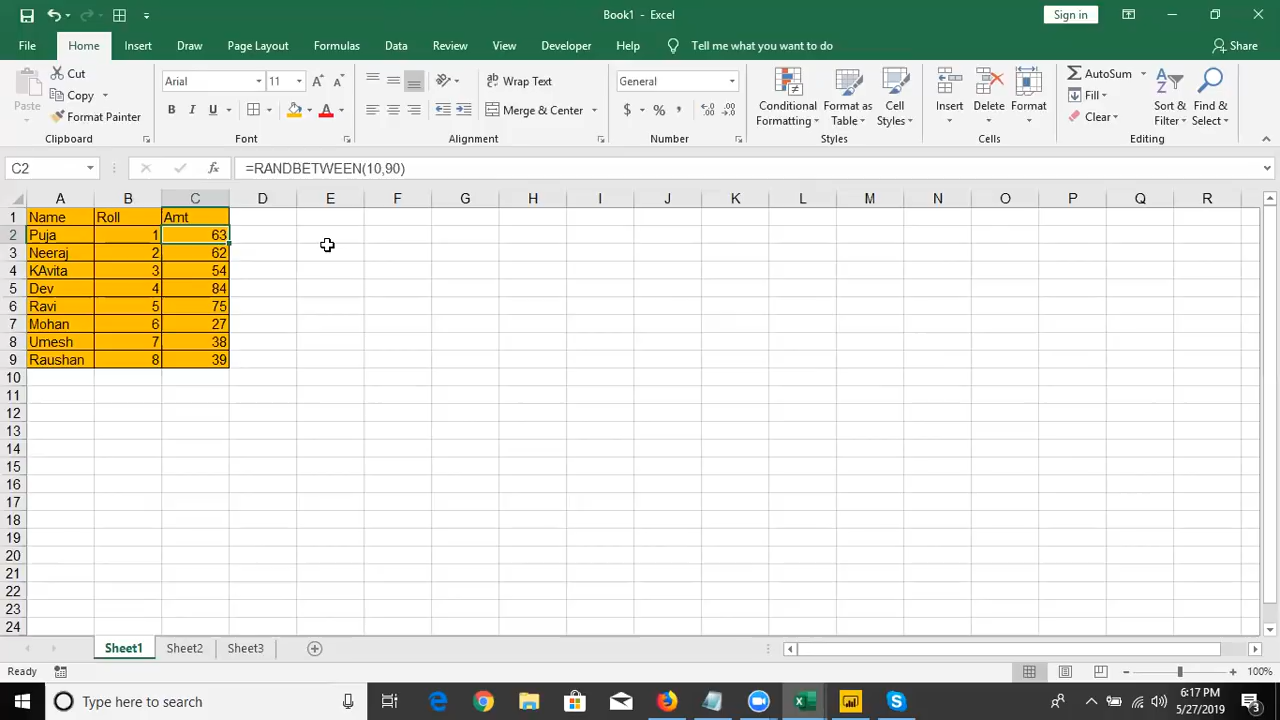 Book1 - Excel
Sign in
File Home Insert Draw Page Layout Formulas Data Review View Developer Help Tell me what you want to do Share
Paste
Cut
Copy
Format Painter
Clipboard
Arial 11
B I U
Font
Wrap Text
Merge & Center
Alignment
General
$ % ,
Number
Conditional Formatting
Format as Table
Cell Styles
Styles
Insert Delete Format
Cells
AutoSum
Fill
Clear
Sort & Filter
Find & Select
Editing
C2 fx =RANDBETWEEN(10,90)
A B C D E F G H I J K L M N O P Q R
1 Name Roll Amt
2 Puja 1 63
3 Neeraj 2 62
4 KAvita 3 54
5 Dev 4 84
6 Ravi 5 75
7 Mohan 6 27
8 Umesh 7 38
9 Raushan 8 39
10
11
12
13
14
15
16
17
18
19
20
21
22
23
24
Sheet1 Sheet2 Sheet3
Ready 100%
Type here to search
6:17 PM
5/27/2019
3